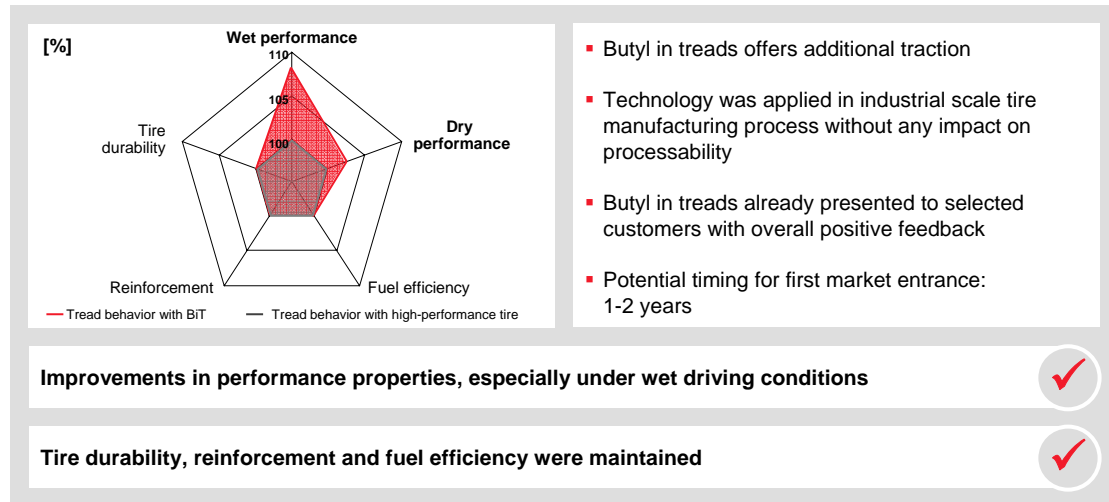 [%]
Wet performance
110
105
100
Tire
durability
Dry
performance
Reinforcement
Fuel efficiency
Tread behavior with BiT
Tread behavior with high-performance tire
Butyl in treads offers additional traction
Technology was applied in industrial scale tire
manufacturing process without any impact on
processability
Butyl in treads already presented to selected
customers with overall positive feedback
Potential timing for first market entrance:
1-2 years
Improvements in performance properties, especially under wet driving conditions
Tire durability, reinforcement and fuel efficiency were maintained